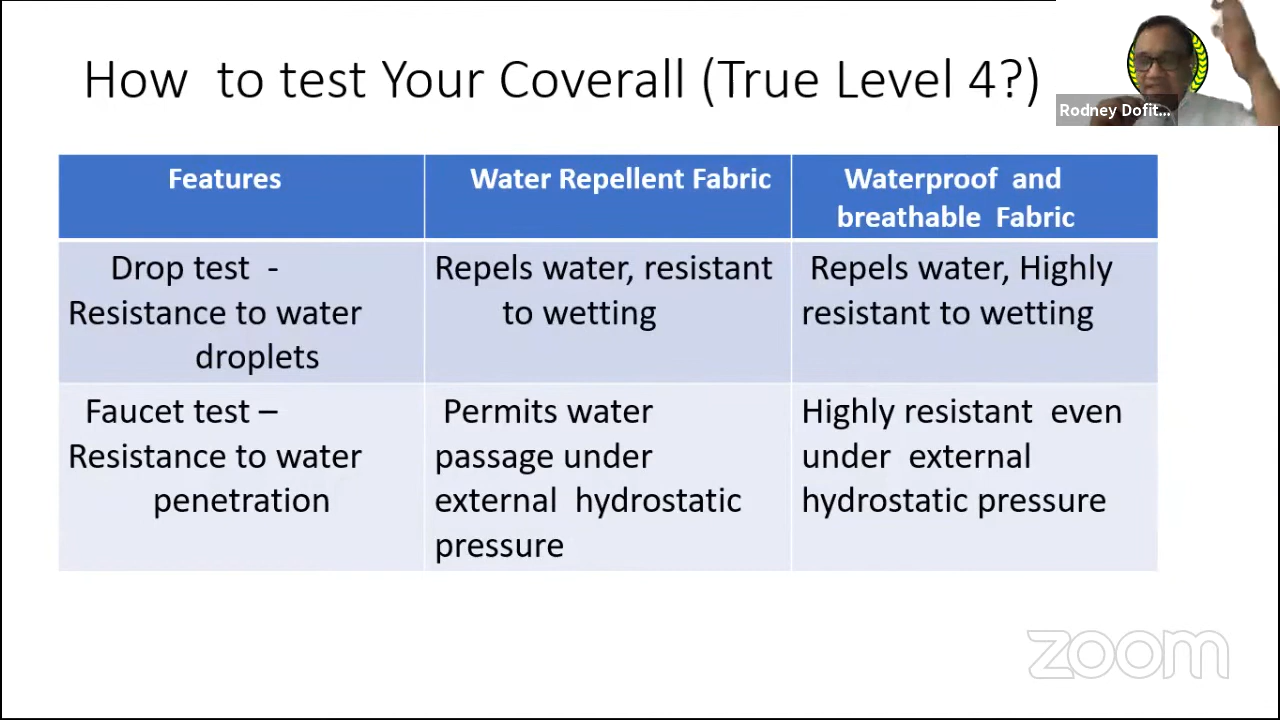 How to test Your Coverall (True Level 4?)
Rodney Dofit...
Features
Water Repellent Fabric
Waterproof and
breathable Fabric
Drop test -
Resistance to water
droplets
Repels water, resistant
to wetting
Repels water, Highly
resistant to wetting
Faucet test –
Resistance to water
penetration
Permits water
passage under
external hydrostatic
pressure
Highly resistant even
under external
hydrostatic pressure
zoom